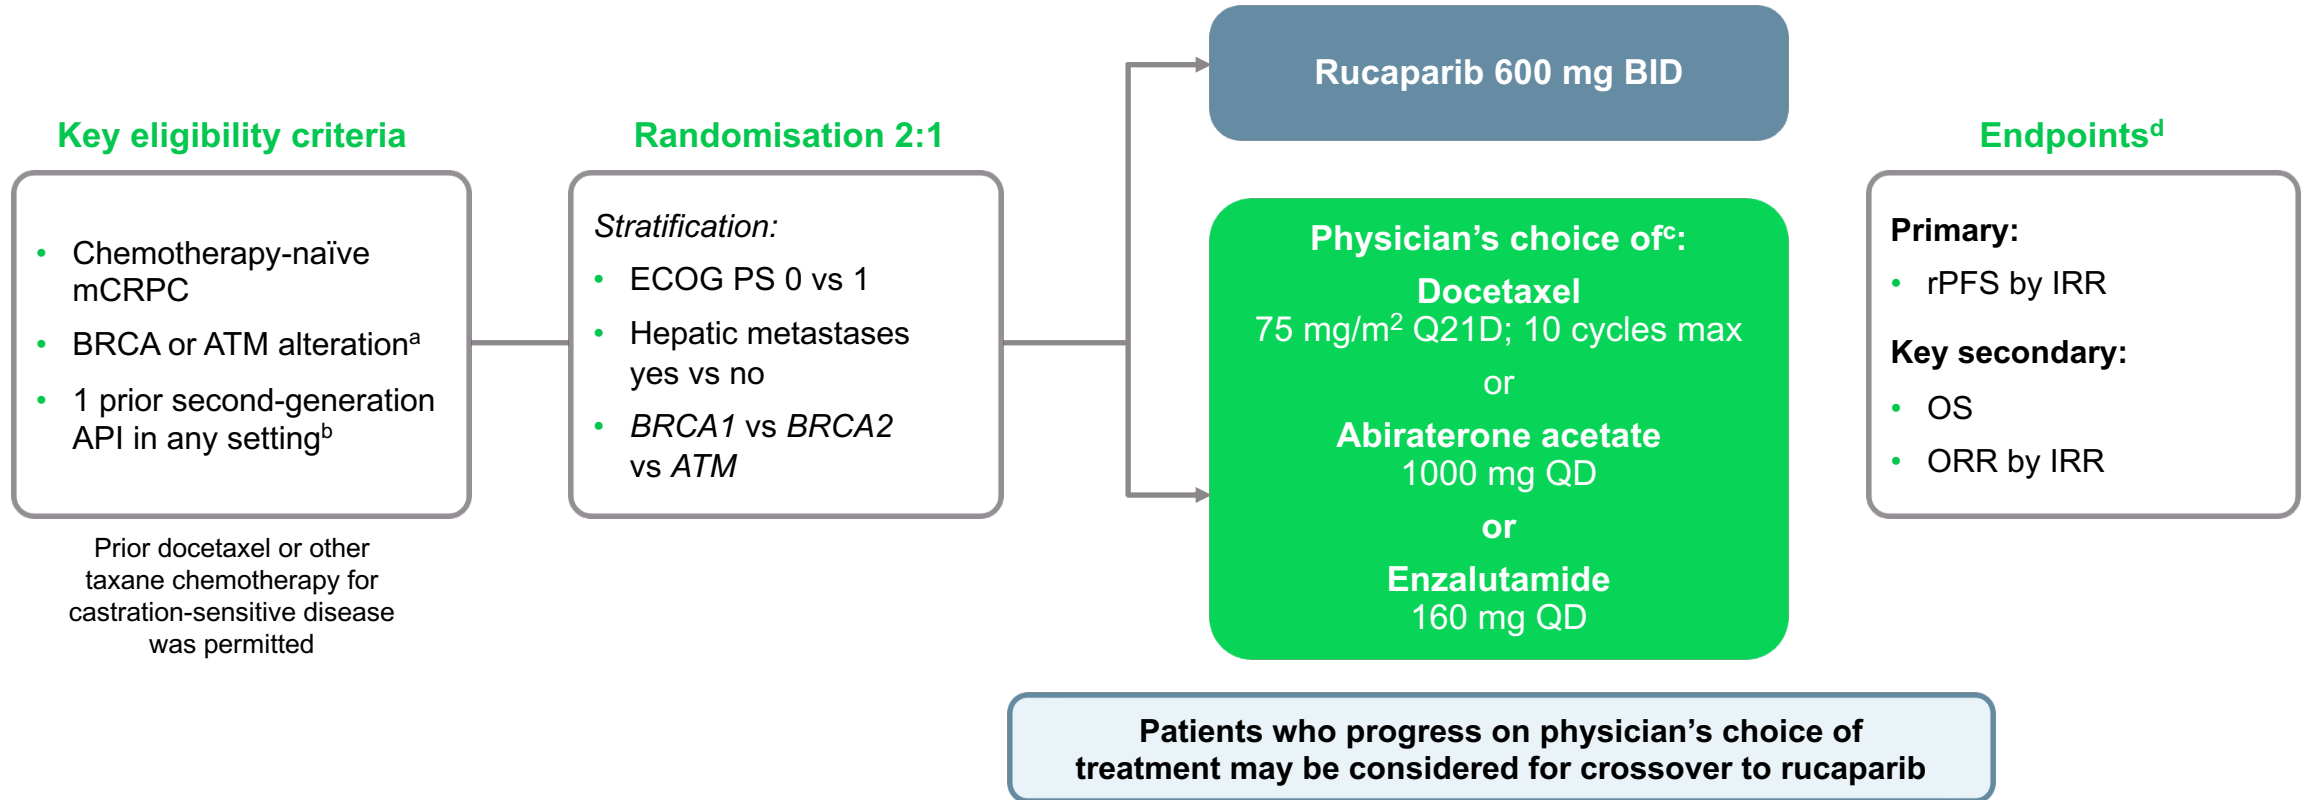 Key eligibility criteria
• Chemotherapy-naïve
mCRPC
• BRCA or ATM alterationᵃ
• 1 prior second-generation
API in any settingᵇ
Prior docetaxel or other
taxane chemotherapy for
castration-sensitive disease
was permitted
Randomisation 2:1
Stratification:
• ECOG PS 0 vs 1
• Hepatic metastases
yes vs no
• BRCA1 vs BRCA2
vs ATM
Rucaparib 600 mg BID
Physician’s choice ofᶜ:
Docetaxel
75 mg/m² Q21D; 10 cycles max
or
Abiraterone acetate
1000 mg QD
or
Enzalutamide
160 mg QD
Patients who progress on physician’s choice of
treatment may be considered for crossover to rucaparib
Endpointsᵈ
Primary:
• rPFS by IRR
Key secondary:
• OS
• ORR by IRR